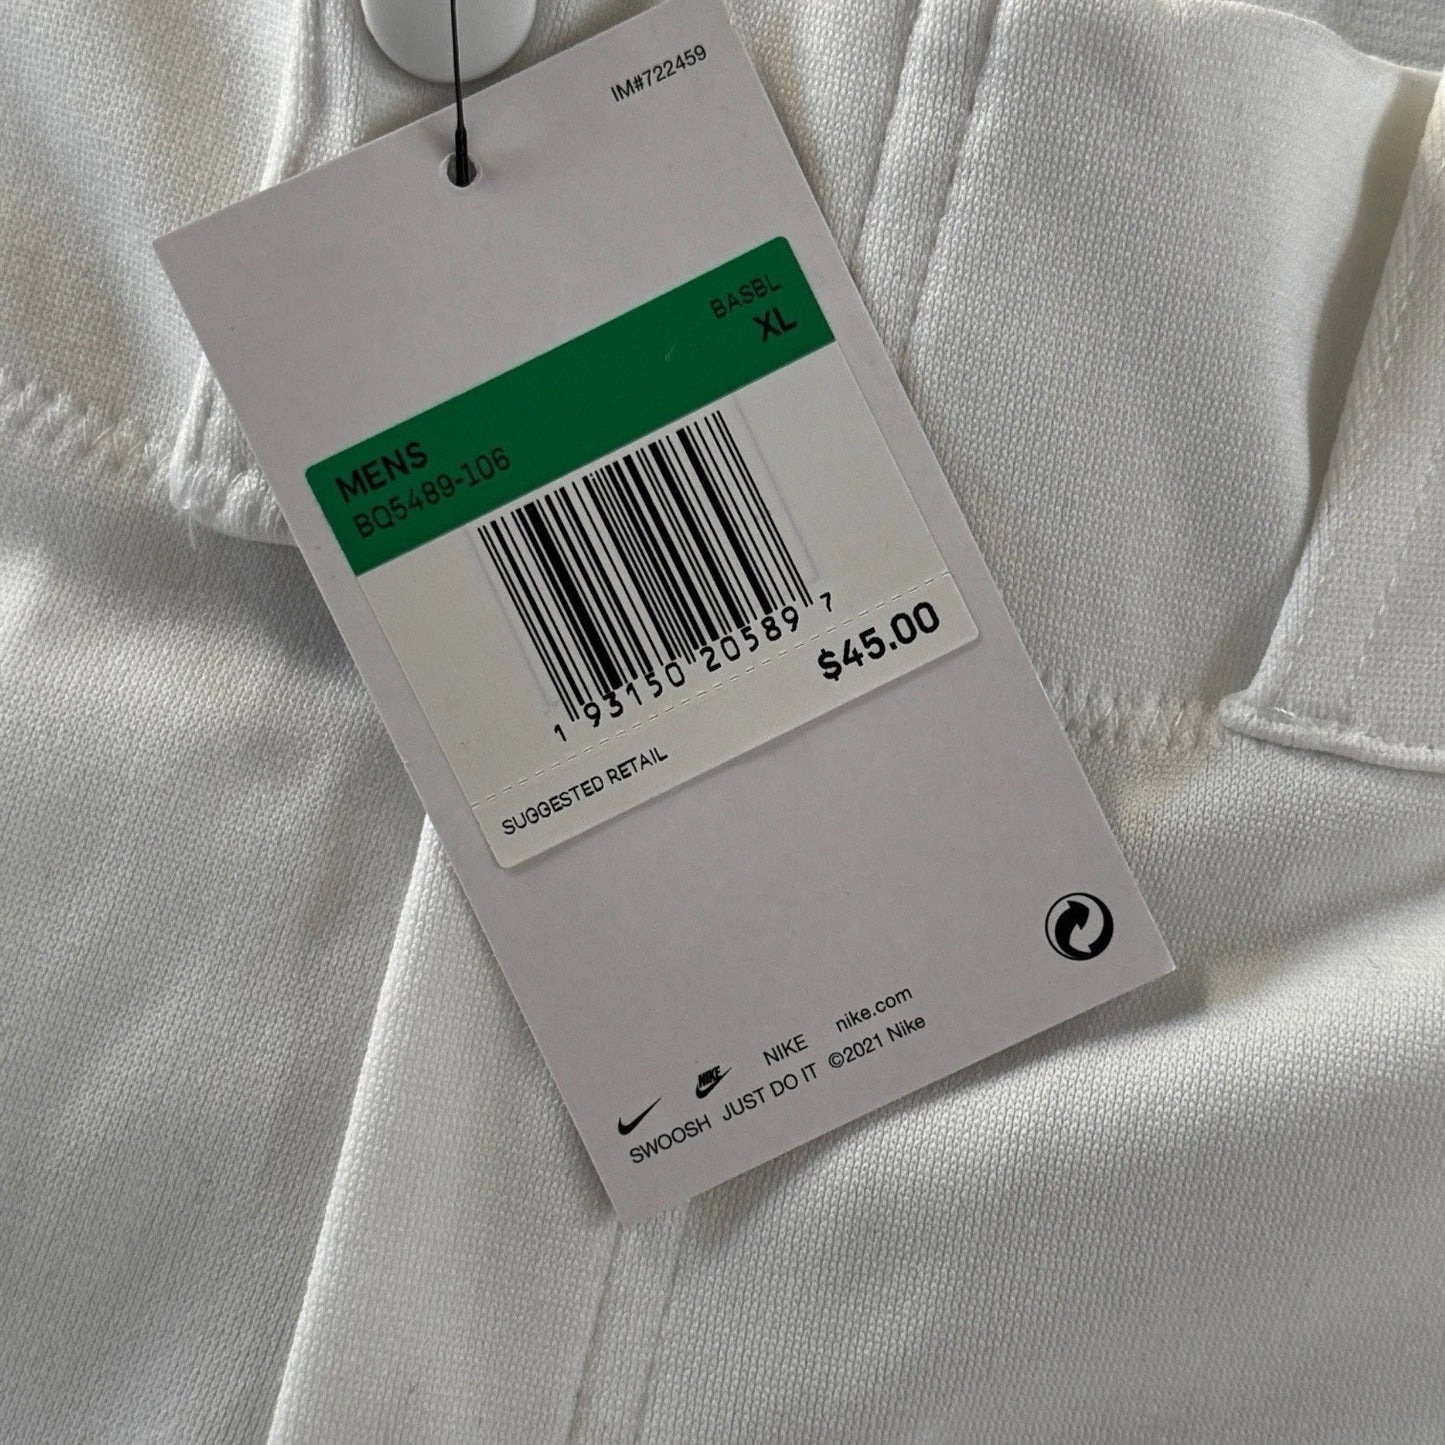 IM#722459
BASBL
XL
MENS
BQ5489-106
1 93150 20589 7
$45.00
SUGGESTED RETAIL
NIKE nike.com
NIKE
SWOOSH JUST DO IT ©2021 Nike